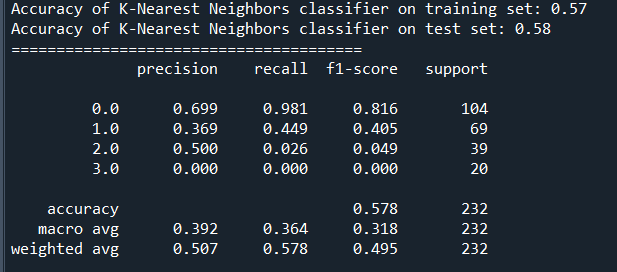 Accuracy of K-Nearest Neighbors classifier on training set: 0.57
Accuracy of K-Nearest Neighbors classifier on test set: 0.58
=======================================
precision recall f1-score support
0.0 0.699 0.981 0.816 104
1.0 0.369 0.449 0.405 69
2.0 0.500 0.026 0.049 39
3.0 0.000 0.000 0.000 20
accuracy 0.578 232
macro avg 0.392 0.364 0.318 232
weighted avg 0.507 0.578 0.495 232